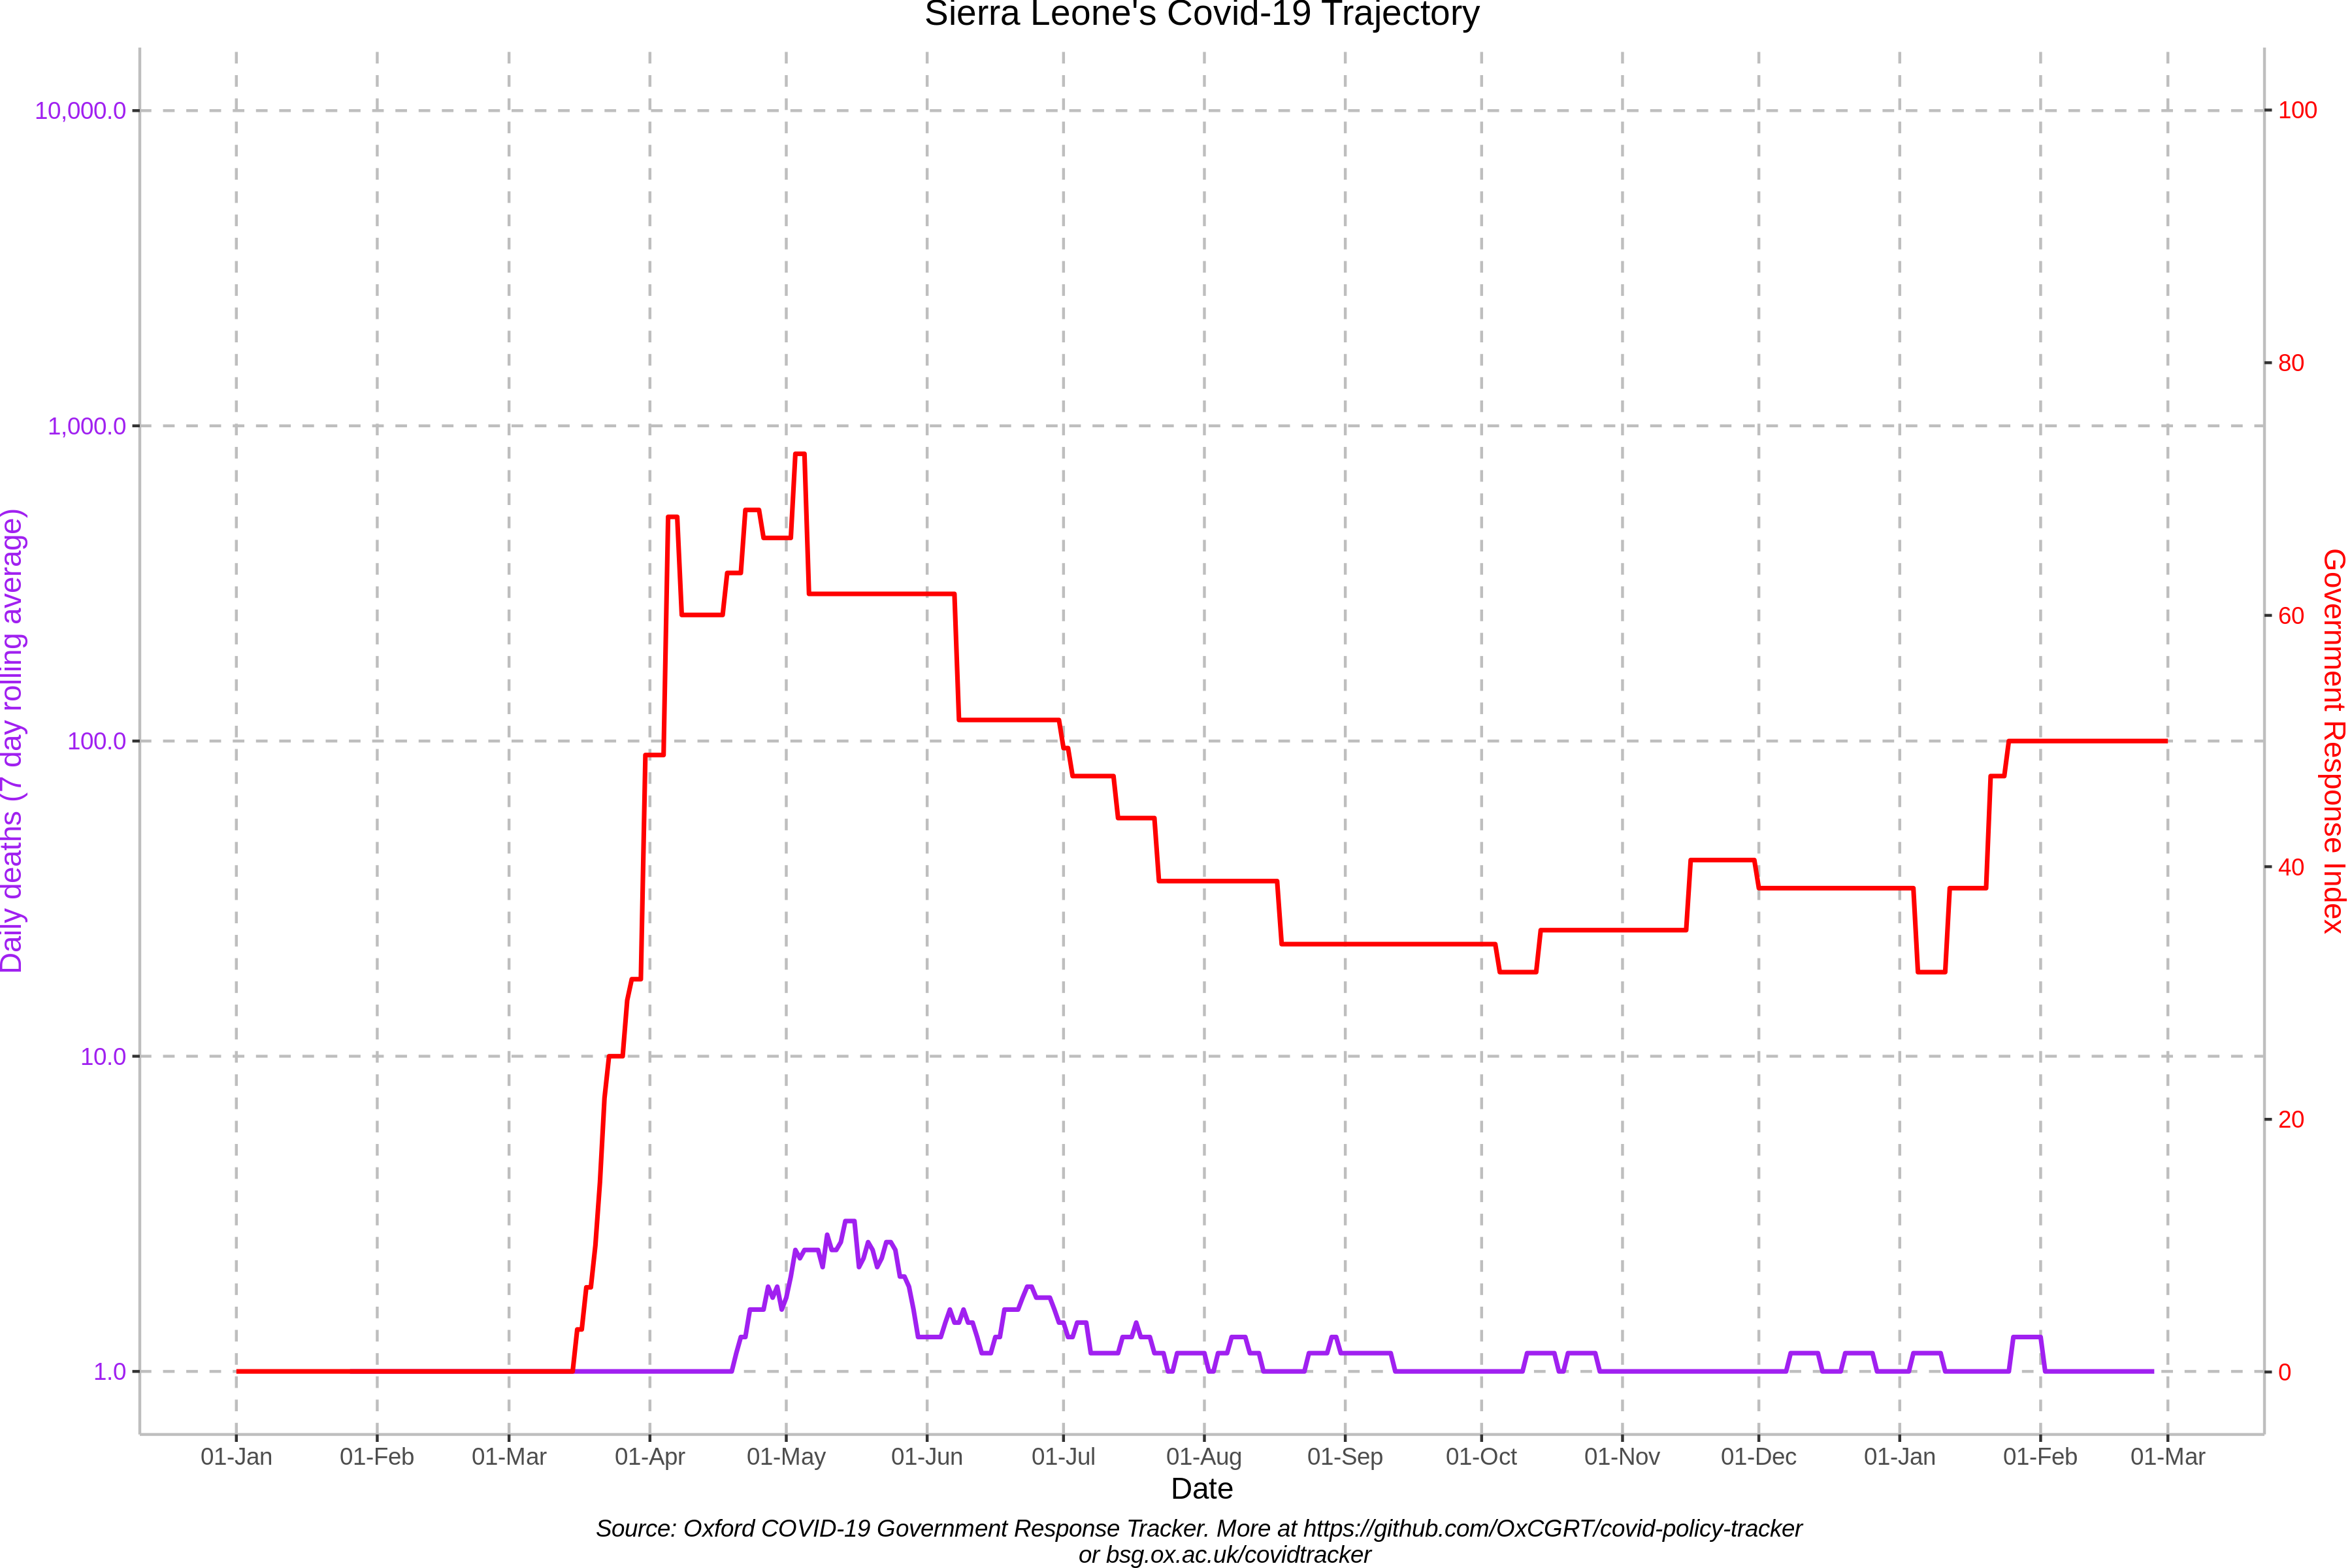 Sierra Leone's Covid-19 Trajectory
10,000.0
1,000.0
100.0
10.0
1.0
Daily deaths (7 day rolling average)
100
80
60
40
20
0
Government Response Index
01-Jan 01-Feb 01-Mar 01-Apr 01-May 01-Jun 01-Jul 01-Aug 01-Sep 01-Oct 01-Nov 01-Dec 01-Jan 01-Feb 01-Mar
Date
Source: Oxford COVID-19 Government Response Tracker. More at https://github.com/OxCGRT/covid-policy-tracker
or bsg.ox.ac.uk/covidtracker